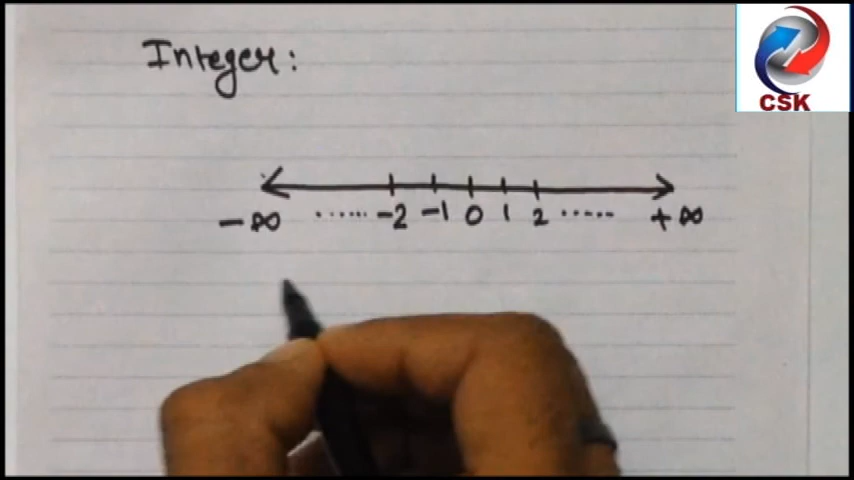 Integer:
-∞ ...... -2 -1 0 1 2 ..... +∞
CSK